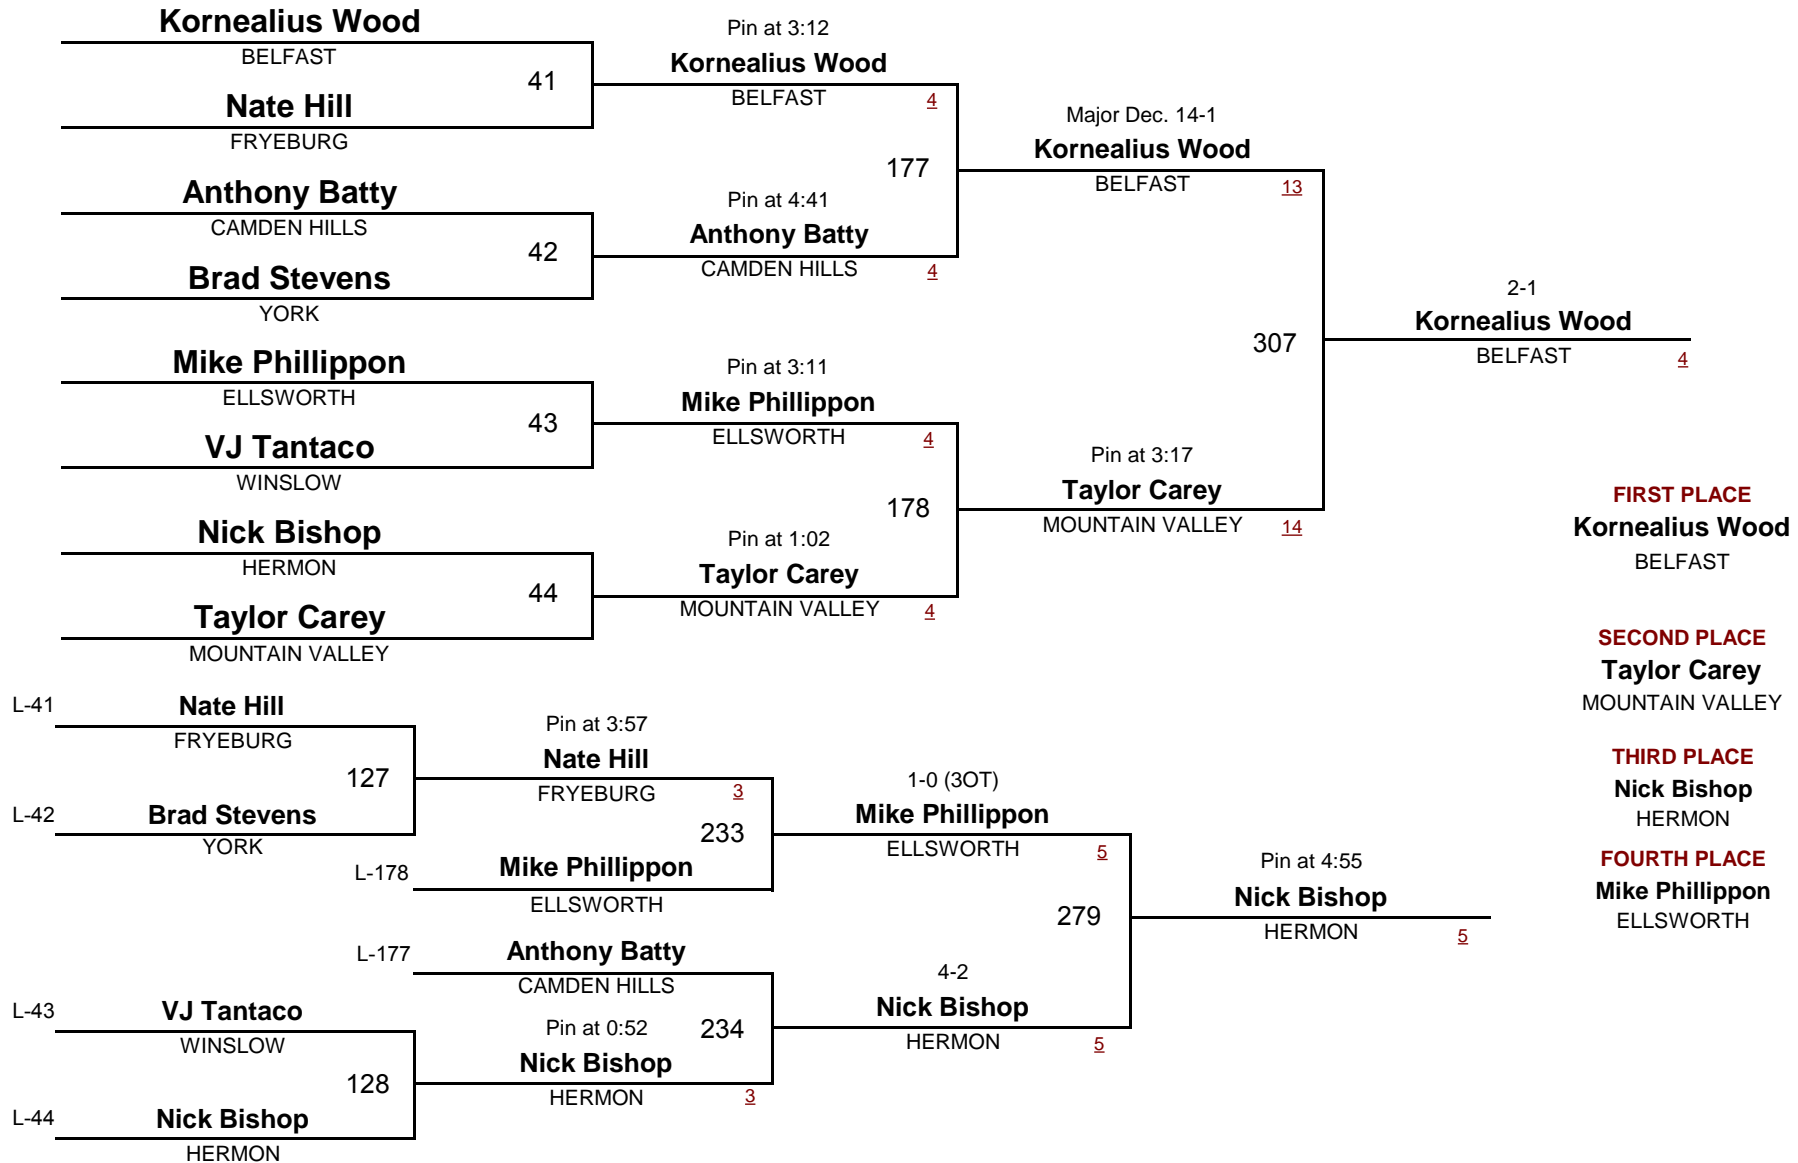 Kornealius Wood
BELFAST
41
Nate Hill
FRYEBURG
Anthony Batty
CAMDEN HILLS
42
Brad Stevens
YORK
Mike Phillippon
ELLSWORTH
43
VJ Tantaco
WINSLOW
Nick Bishop
HERMON
44
Taylor Carey
MOUNTAIN VALLEY
Pin at 3:12
Kornealius Wood
BELFAST 4
177
Pin at 4:41
Anthony Batty
CAMDEN HILLS 4
Pin at 3:11
Mike Phillippon
ELLSWORTH 4
178
Pin at 1:02
Taylor Carey
MOUNTAIN VALLEY 4
Major Dec. 14-1
Kornealius Wood
BELFAST 13
307
Pin at 3:17
Taylor Carey
MOUNTAIN VALLEY 14
2-1
Kornealius Wood
BELFAST 4
L-41 Nate Hill
FRYEBURG
127
L-42 Brad Stevens
YORK
Pin at 3:57
Nate Hill
FRYEBURG 3
233
L-178 Mike Phillippon
ELLSWORTH
L-177 Anthony Batty
CAMDEN HILLS
234
L-43 VJ Tantaco
WINSLOW
128
L-44 Nick Bishop
HERMON
Pin at 0:52
Nick Bishop
HERMON 3
1-0 (3OT)
Mike Phillippon
ELLSWORTH 5
279
4-2
Nick Bishop
HERMON 5
Pin at 4:55
Nick Bishop
HERMON 5
FIRST PLACE
Kornealius Wood
BELFAST
SECOND PLACE
Taylor Carey
MOUNTAIN VALLEY
THIRD PLACE
Nick Bishop
HERMON
FOURTH PLACE
Mike Phillippon
ELLSWORTH